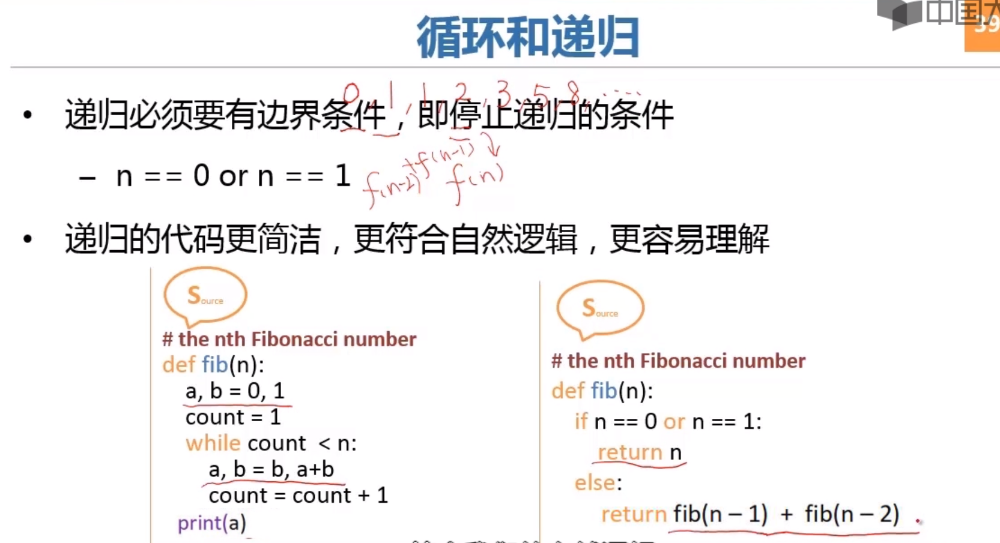 循环和递归
中国大
39
0, 1, 1, 2, 3, 5, 8, ....
• 递归必须要有边界条件，即停止递归的条件
f(n-2)+f(n-1) f(n)
– n == 0 or n == 1
• 递归的代码更简洁，更符合自然逻辑，更容易理解
Source
# the nth Fibonacci number
def fib(n):
a, b = 0, 1
count = 1
while count < n:
a, b = b, a+b
count = count + 1
print(a)
Source
# the nth Fibonacci number
def fib(n):
if n == 0 or n == 1:
return n
else:
return fib(n – 1) + fib(n – 2)